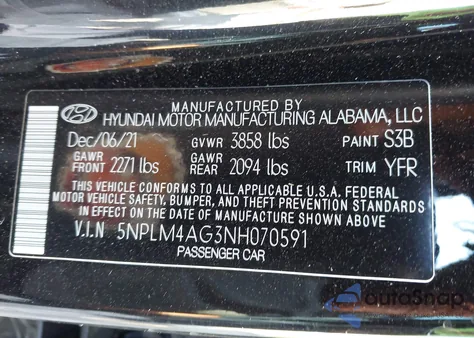 MANUFACTURED BY
HYUNDAI MOTOR MANUFACTURING ALABAMA, LLC
Dec/06/21 GVWR 3858 lbs PAINT S3B
GAWR FRONT 2271 lbs GAWR REAR 2094 lbs TRIM YFR
THIS VEHICLE CONFORMS TO ALL APPLICABLE U.S.A. FEDERAL
MOTOR VEHICLE SAFETY, BUMPER, AND THEFT PREVENTION STANDARDS
IN EFFECT ON THE DATE OF MANUFACTURE SHOWN ABOVE.
V.I.N 5NPLM4AG3NH070591
PASSENGER CAR
autoSnap